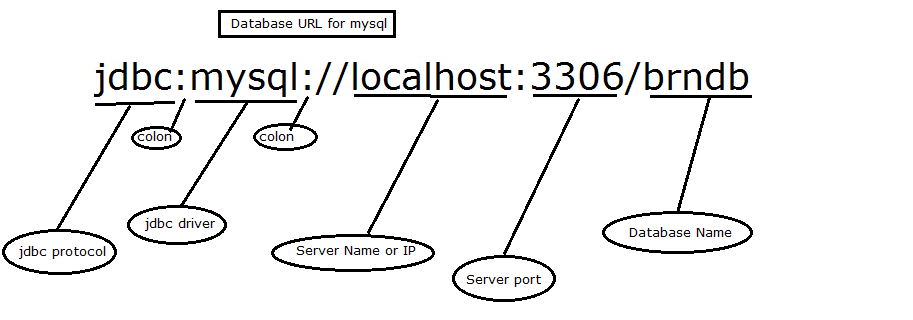 Database URL for mysql
jdbc:mysql://localhost:3306/brndb
colon
colon
jdbc driver
jdbc protocol
Server Name or IP
Server port
Database Name